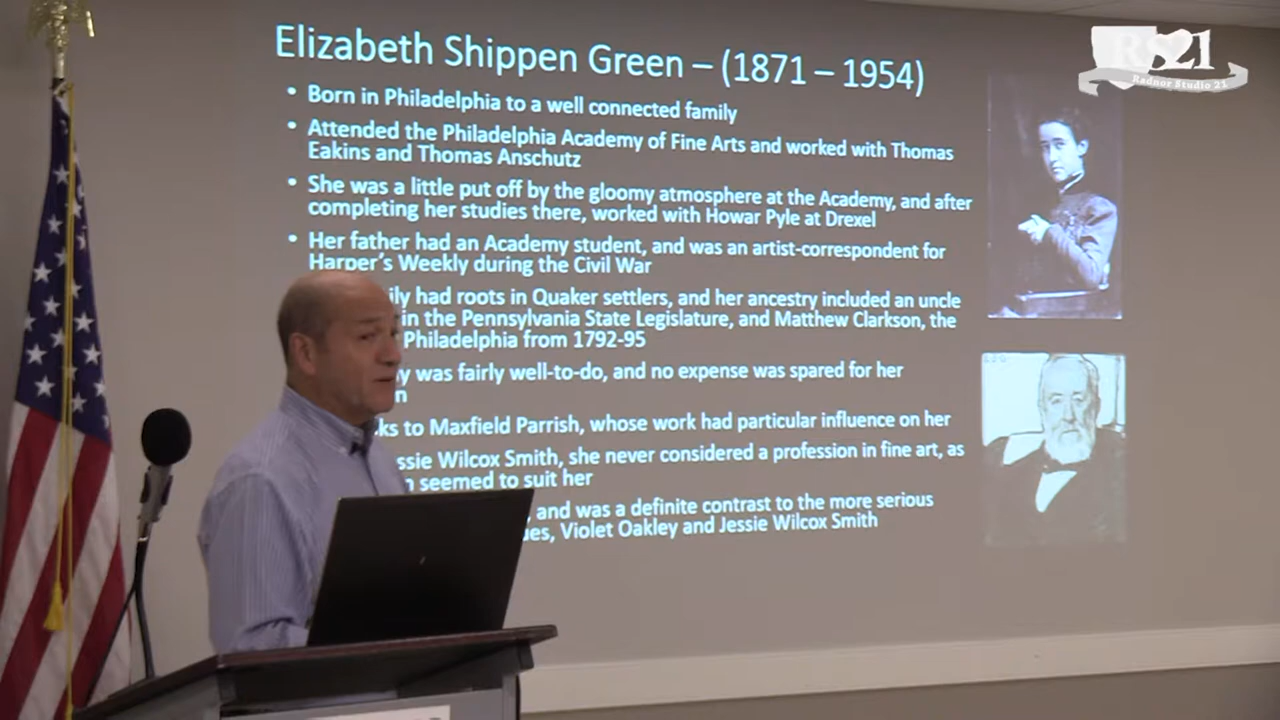 Elizabeth Shippen Green – (1871 – 1954)
• Born in Philadelphia to a well connected family
• Attended the Philadelphia Academy of Fine Arts and worked with Thomas
Eakins and Thomas Anschutz
• She was a little put off by the gloomy atmosphere at the Academy, and after
completing her studies there, worked with Howar Pyle at Drexel
• Her father had an Academy student, and was an artist-correspondent for
Harper's Weekly during the Civil War
ily had roots in Quaker settlers, and her ancestry included an uncle
in the Pennsylvania State Legislature, and Matthew Clarkson, the
Philadelphia from 1792-95
y was fairly well-to-do, and no expense was spared for her
n
ks to Maxfield Parrish, whose work had particular influence on her
ssie Wilcox Smith, she never considered a profession in fine art, as
n seemed to suit her
, and was a definite contrast to the more serious
ues, Violet Oakley and Jessie Wilcox Smith
RS21
Radnor Studio 21